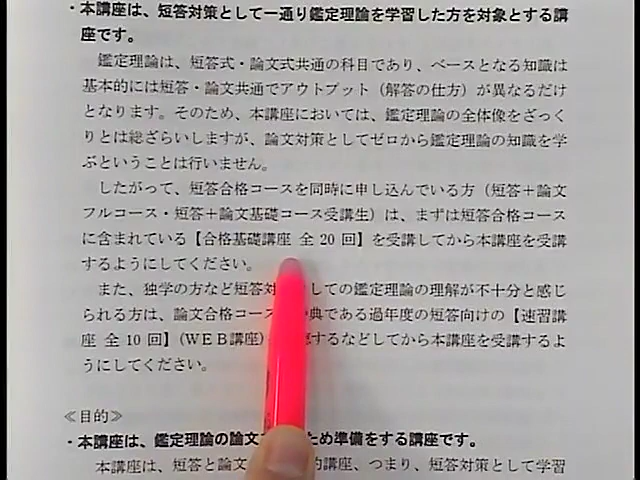 ・本講座は、短答対策として一通り鑑定理論を学習した方を対象とする講
座です。
鑑定理論は、短答式・論文式共通の科目であり、ベースとなる知識は
基本的には短答・論文共通でアウトプット（解答の仕方）が異なるだけ
となります。そのため、本講座においては、鑑定理論の全体像をざっく
りとは総ざらいしますが、論文対策としてゼロから鑑定理論の知識を学
ぶということは行いません。
したがって、短答合格コースを同時に申し込んでいる方（短答＋論文
フルコース・短答＋論文基礎コース受講生）は、まずは短答合格コース
に含まれている【合格基礎講座 全 20 回】を受講してから本講座を受講
するようにしてください。
また、独学の方など短答対 しての鑑定理論の理解が不十分と感じ
られる方は、論文合格コー 典である過年度の短答向けの【速習講
座 全 10 回】（ＷＥＢ講座） するなどしてから本講座を受講するよ
うにしてください。
≪目的≫
・本講座は、鑑定理論の論文 ため準備をする講座です。
本講座は、短答と論文 講座、つまり、短答対策として学習